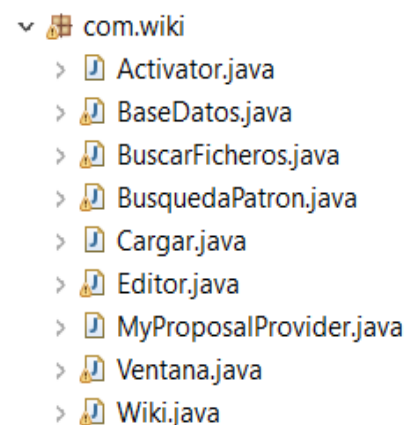 com.wiki
Activator.java
BaseDatos.java
BuscarFicheros.java
BusquedaPatron.java
Cargar.java
Editor.java
MyProposalProvider.java
Ventana.java
Wiki.java